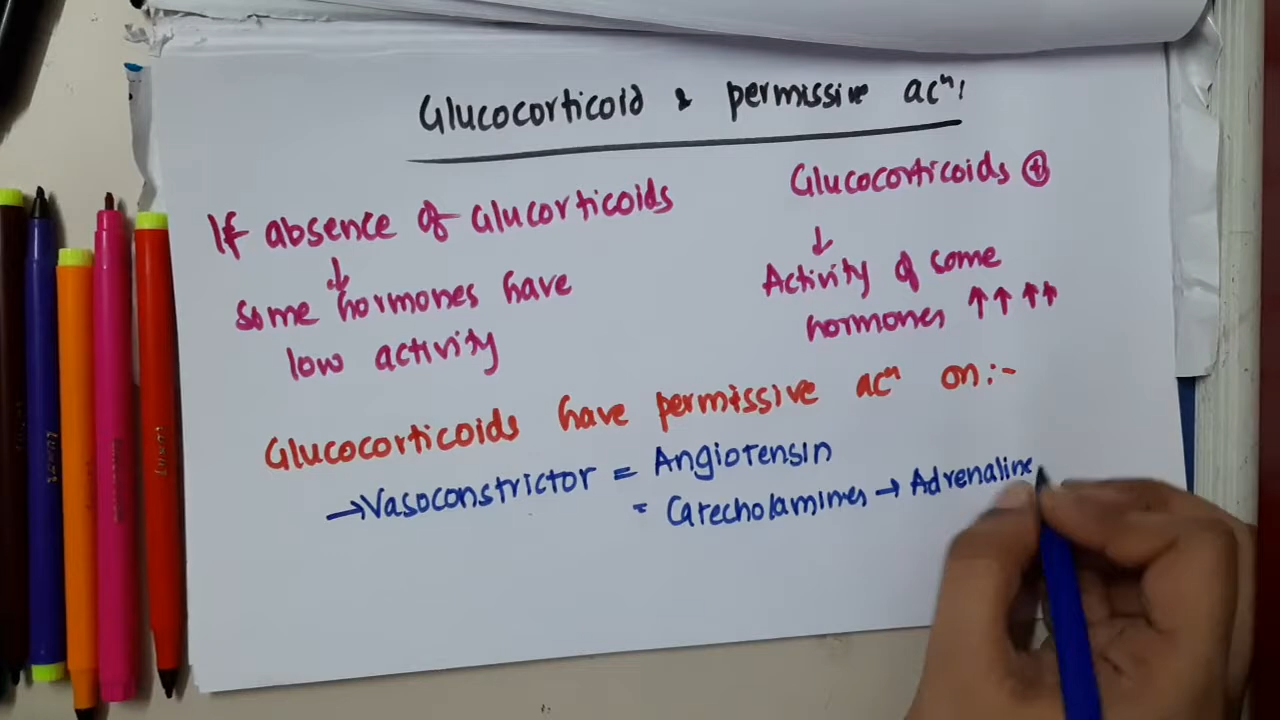 Glucocorticoid & permissive acⁿ:
If absence of Glucorticoids
↓
some hormones have
low activity
Glucocorticoids ⊕
↓
Activity of some
hormones ↑↑↑↑
Glucocorticoids have permissive acⁿ on:-
→Vasoconstrictor = Angiotensin
= Catecholamines → Adrenaline